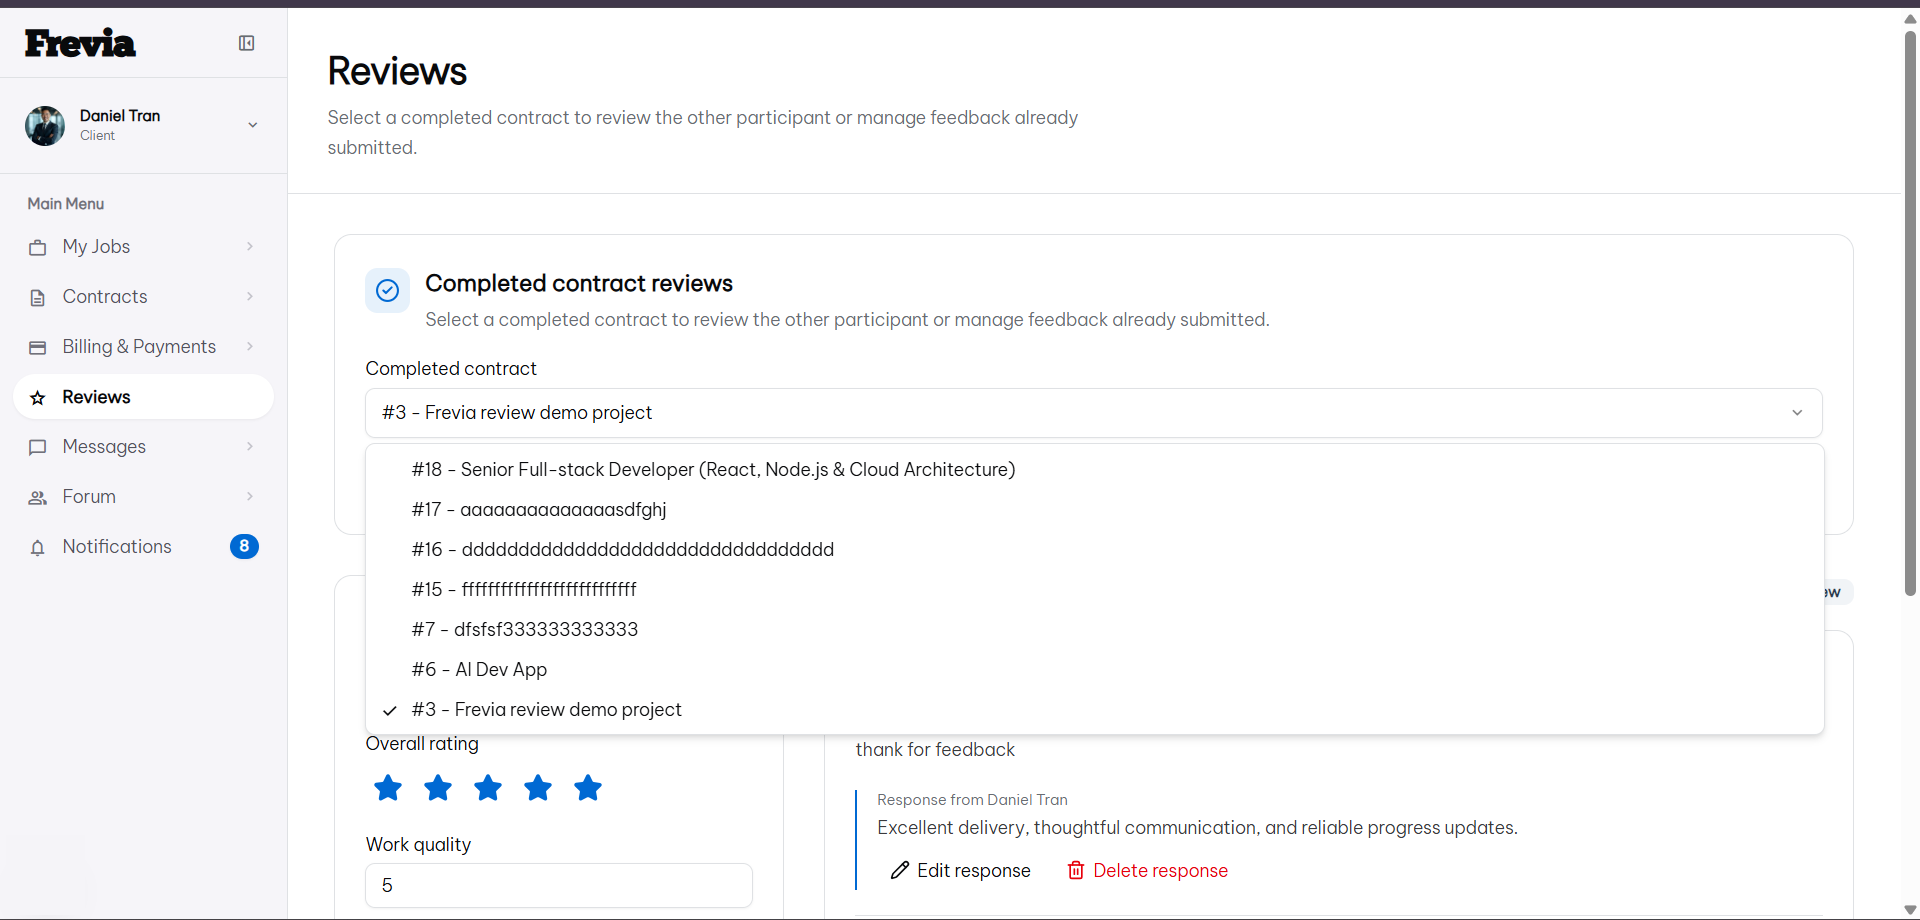 Frevia
Daniel Tran
Client
Main Menu
My Jobs
Contracts
Billing & Payments
Reviews
Messages
Forum
Notifications
8
Reviews
Select a completed contract to review the other participant or manage feedback already
submitted.
Completed contract reviews
Select a completed contract to review the other participant or manage feedback already submitted.
Completed contract
#3 - Frevia review demo project
#18 - Senior Full-stack Developer (React, Node.js & Cloud Architecture)
#17 - aaaaaaaaaaaaaasdfghj
#16 - ddddddddddddddddddddddddddddddddd
#15 - fffffffffffffffffffffffffff
#7 - dfsfsf333333333333
#6 - AI Dev App
#3 - Frevia review demo project
Overall rating
Work quality
5
thank for feedback
Response from Daniel Tran
Excellent delivery, thoughtful communication, and reliable progress updates.
Edit response
Delete response